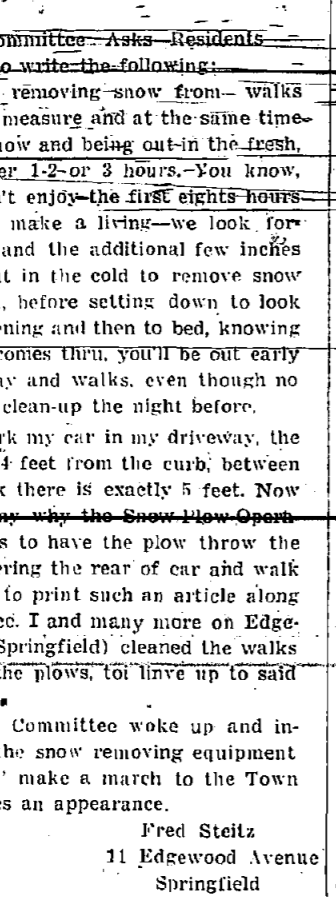 ommittee Asks Residents
o write the following:
removing snow from walks
measure and at the same time
now and being out in the fresh,
er 1-2-or 3 hours. You know,
't enjoy the first eights hours
make a living—we look for-
and the additional few inches
t in the cold to remove snow
, before setting down to look
ening and then to bed, knowing
comes thru, you'll be out early
ay and walks, even though no
clean-up the night before.
rk my car in my driveway, the
4 feet from the curb, between
k there is exactly 5 feet. Now
ny why the Snow Plow Opera-
s to have the plow throw the
ering the rear of car and walk
to print such an article along
ec. I and many more on Edge-
Springfield) cleaned the walks
the plows, toi linve up to said
Committee woke up and in-
the snow removing equipment
' make a march to the Town
es an appearance.
Fred Steitz
11 Edgewood Avenue
Springfield